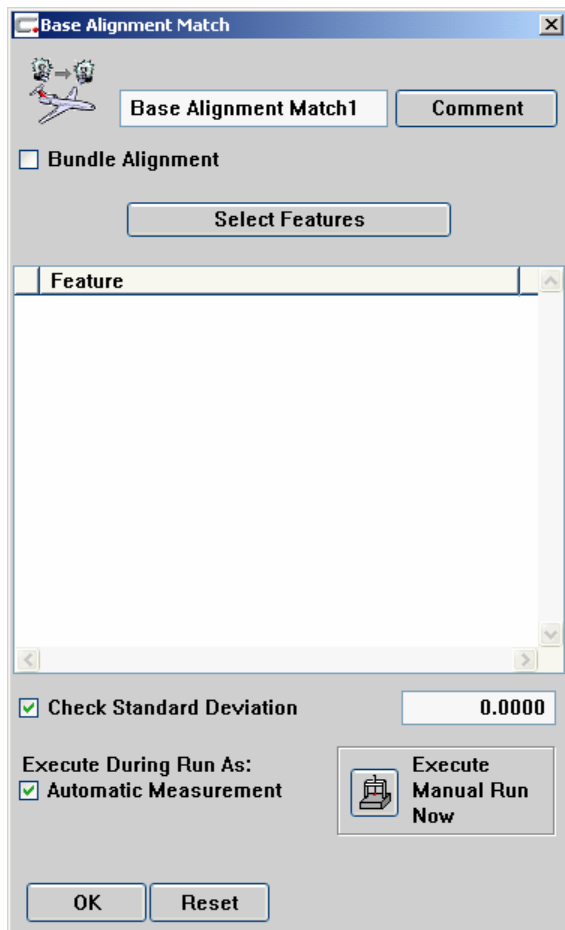 Base Alignment Match
Base Alignment Match1
Comment
Bundle Alignment
Select Features
Feature
Check Standard Deviation
0.0000
Execute During Run As:
Automatic Measurement
Execute
Manual Run
Now
OK
Reset